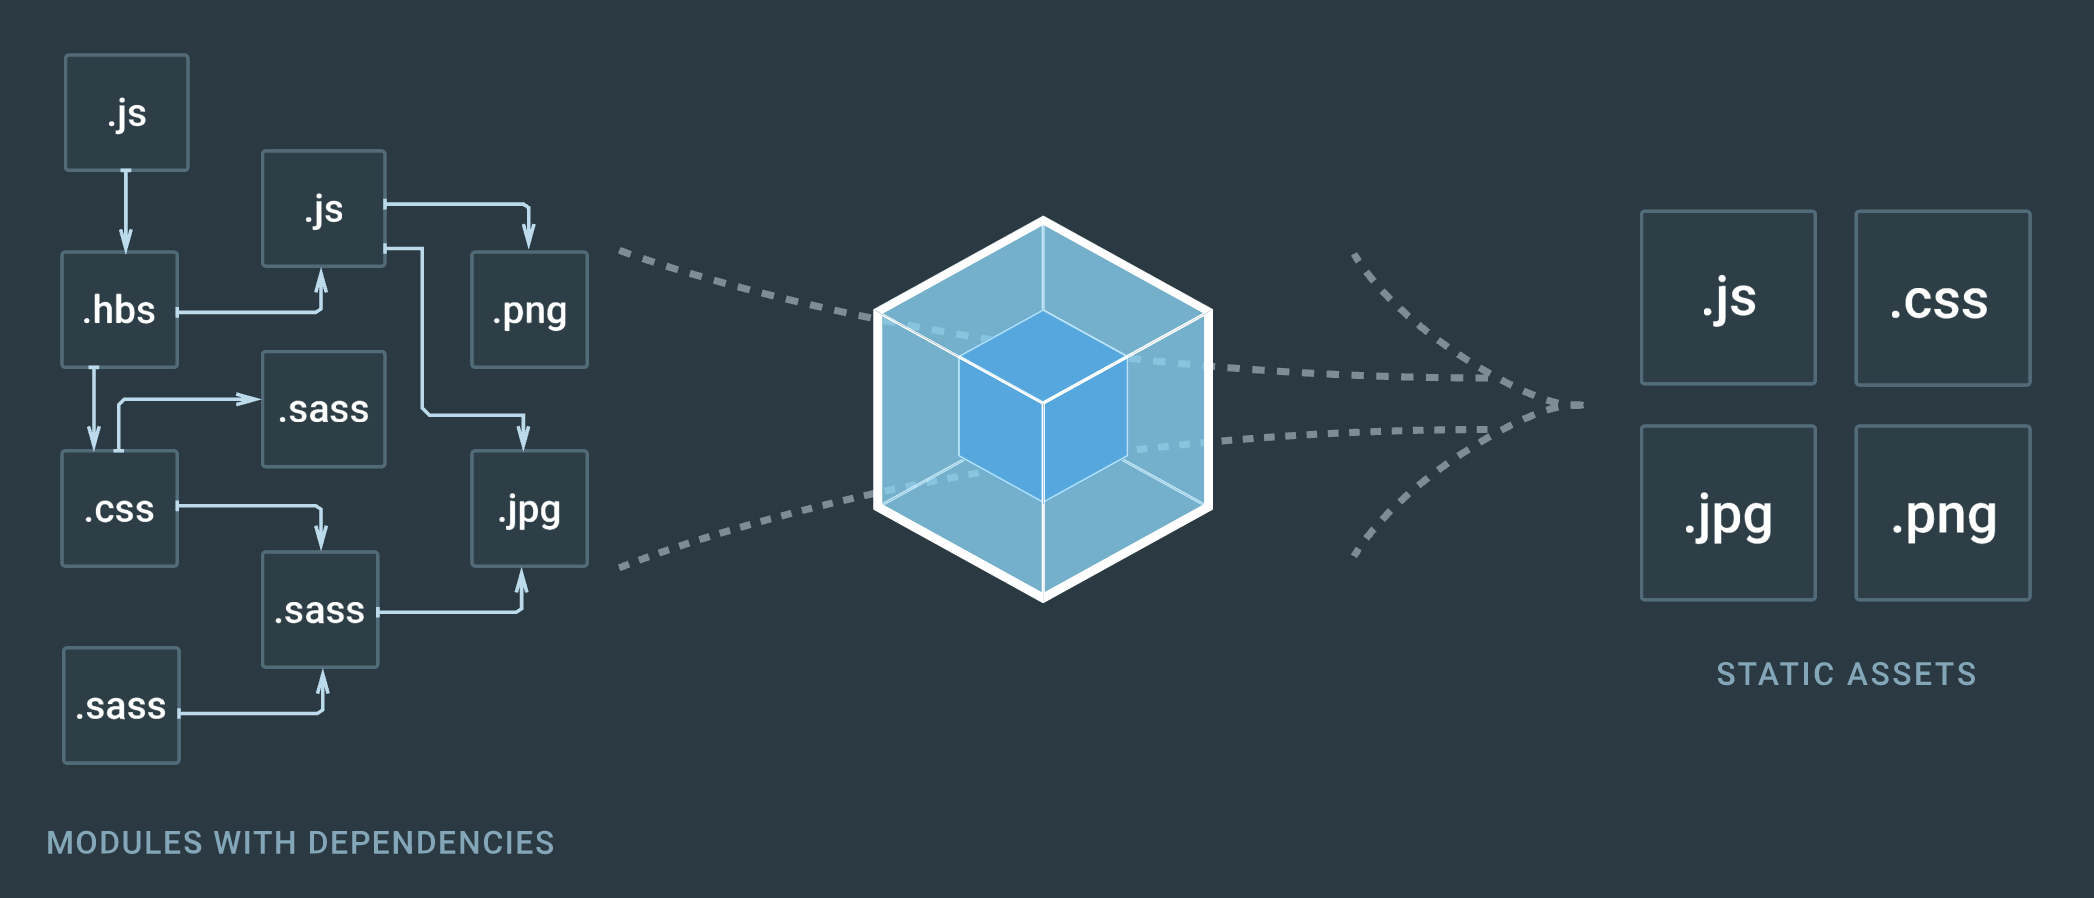 .js
.js
.hbs
.png
.sass
.css
.jpg
.sass
.sass
MODULES WITH DEPENDENCIES
.js
.css
.jpg
.png
STATIC ASSETS